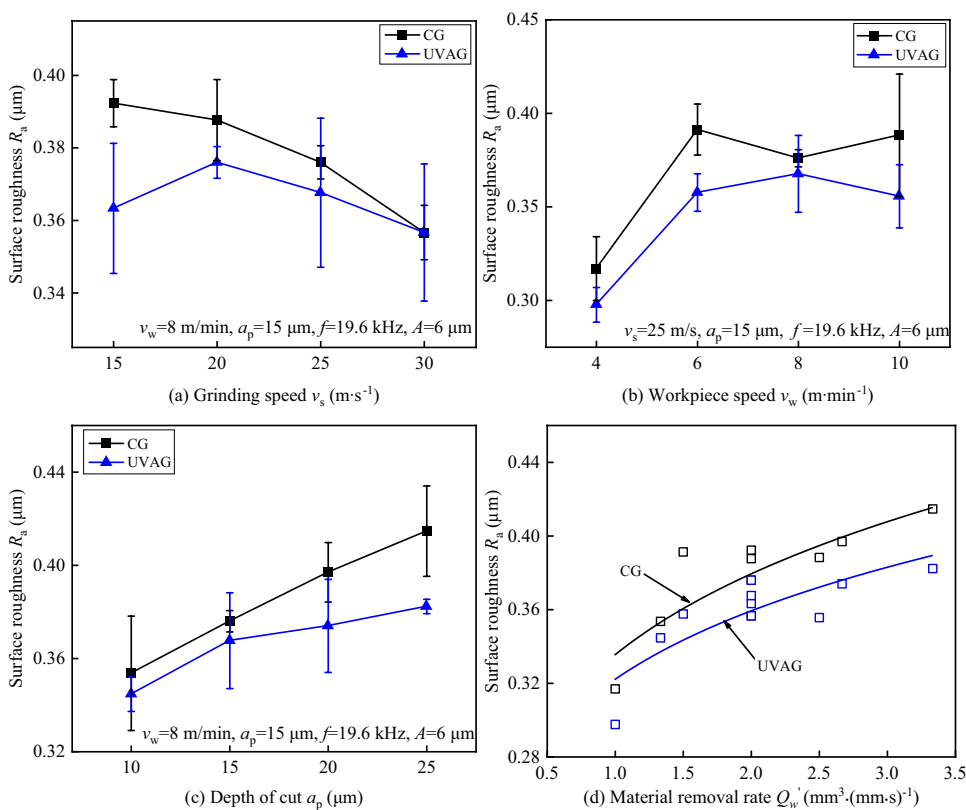 CG
UVAG
Surface roughness Ra (μm)
0.40
0.38
0.36
0.34
vw=8 m/min, ap=15 μm, f=19.6 kHz, A=6 μm
15 20 25 30
(a) Grinding speed vs (m·s-1)
CG
UVAG
Surface roughness Ra (μm)
0.45
0.40
0.35
0.30
vs=25 m/s, ap=15 μm, f=19.6 kHz, A=6 μm
4 6 8 10
(b) Workpiece speed vw (m·min-1)
CG
UVAG
Surface roughness Ra (μm)
0.44
0.40
0.36
0.32
vw=8 m/min, ap=15 μm, f=19.6 kHz, A=6 μm
10 15 20 25
(c) Depth of cut ap (μm)
Surface roughness Ra (μm)
0.44
0.40
0.36
0.32
0.28
CG
UVAG
0.5 1.0 1.5 2.0 2.5 3.0 3.5
(d) Material removal rate Qw' (mm3·(mm·s)-1)